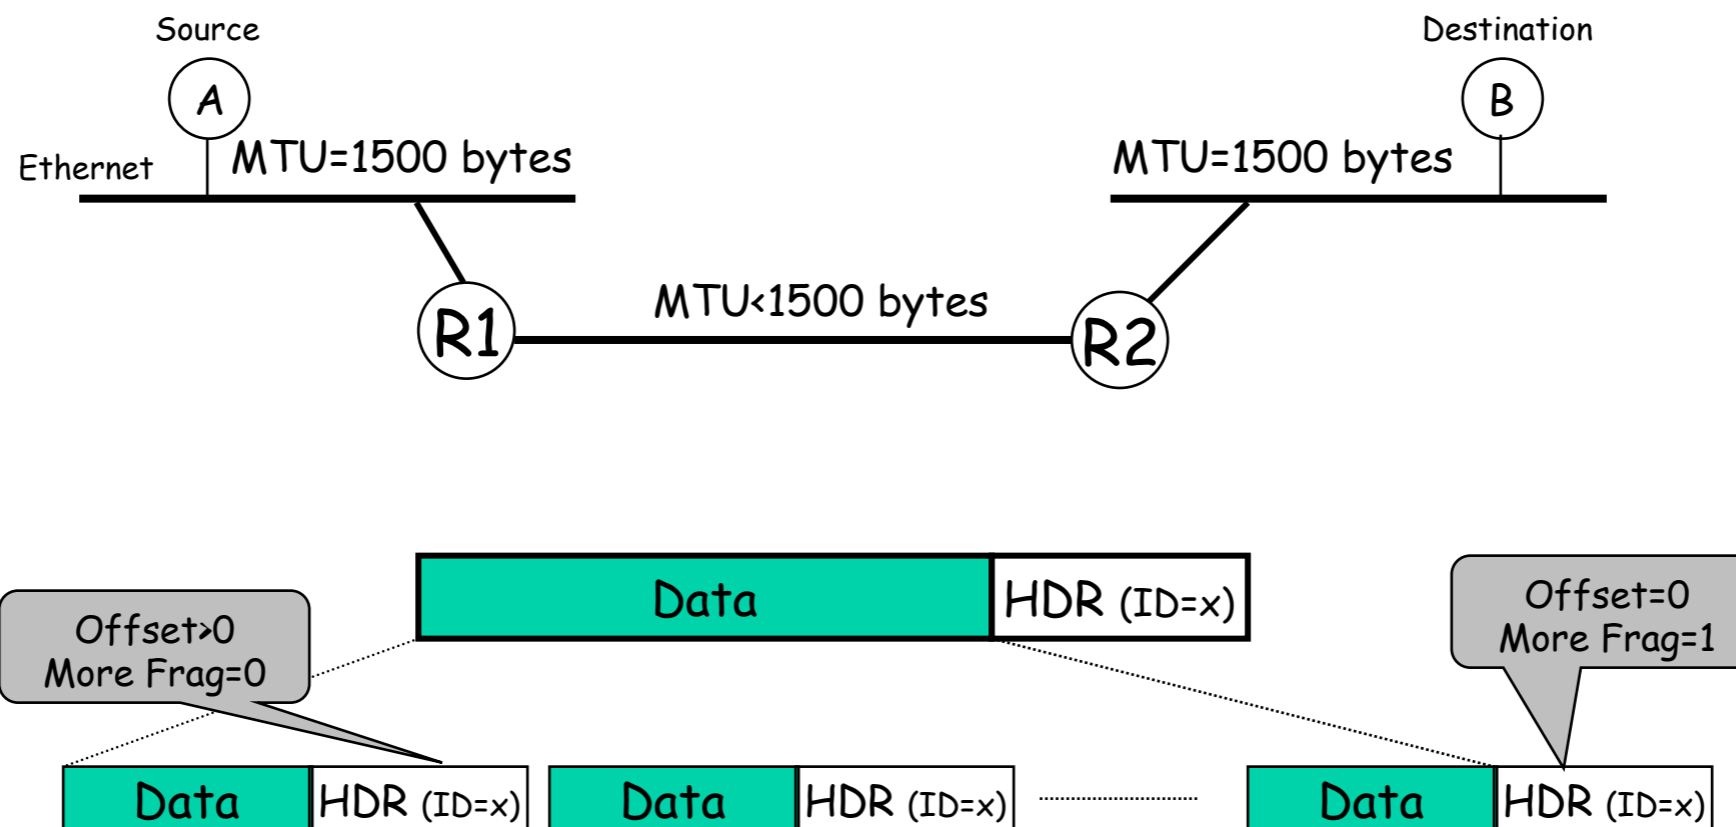 Source
Destination
A
B
Ethernet
MTU=1500 bytes
MTU=1500 bytes
MTU<1500 bytes
R1
R2
Data
HDR (ID=x)
Offset>0
More Frag=0
Offset=0
More Frag=1
Data
HDR (ID=x)
Data
HDR (ID=x)
Data
HDR (ID=x)